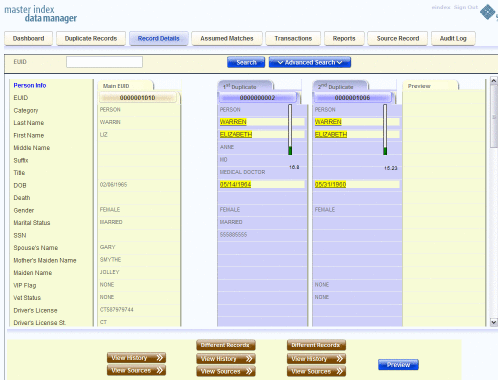 master index
data manager
windex Sign Out
Dashboard Duplicate Records Record Details Assumed Matches Transactions Reports Source Record Audit Log
EUID Search Advanced Search
Person Info Main EUID 1st Duplicate 2nd Duplicate Preview
EUID 0000001010 0000000002 0000001006
Category PERSON PERSON PERSON
Last Name WARRIN WARREN WARREN
First Name LIZ ELIZABETH ELIZABETH
Middle Name ANNE
Suffix MD
Title MEDICAL DOCTOR 16.8 15.23
DOB 02/08/1965 05/14/1964 05/31/1960
Death
Gender FEMALE FEMALE FEMALE
Marital Status MARRIED MARRIED
SSN 555885555
Spouse's Name GARY
Mother's Maiden Name SMYTHE
Maiden Name JOLLEY
VIP Flag NONE NONE
Vet Status NONE NONE
Driver's License CT587979744
Driver's License St. CT
Different Records Different Records
View History View History View History
View Sources View Sources View Sources
Preview